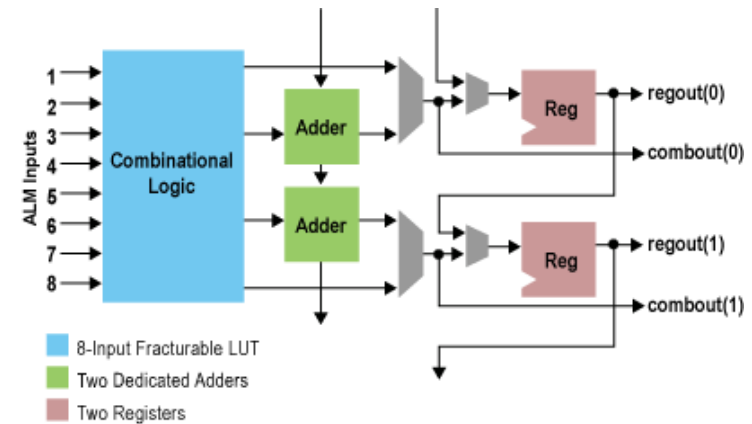 ALM Inputs
1
2
3
4
5
6
7
8
Combinational
Logic
Adder
Adder
Reg
Reg
regout(0)
combout(0)
regout(1)
combout(1)
8-Input Fracturable LUT
Two Dedicated Adders
Two Registers